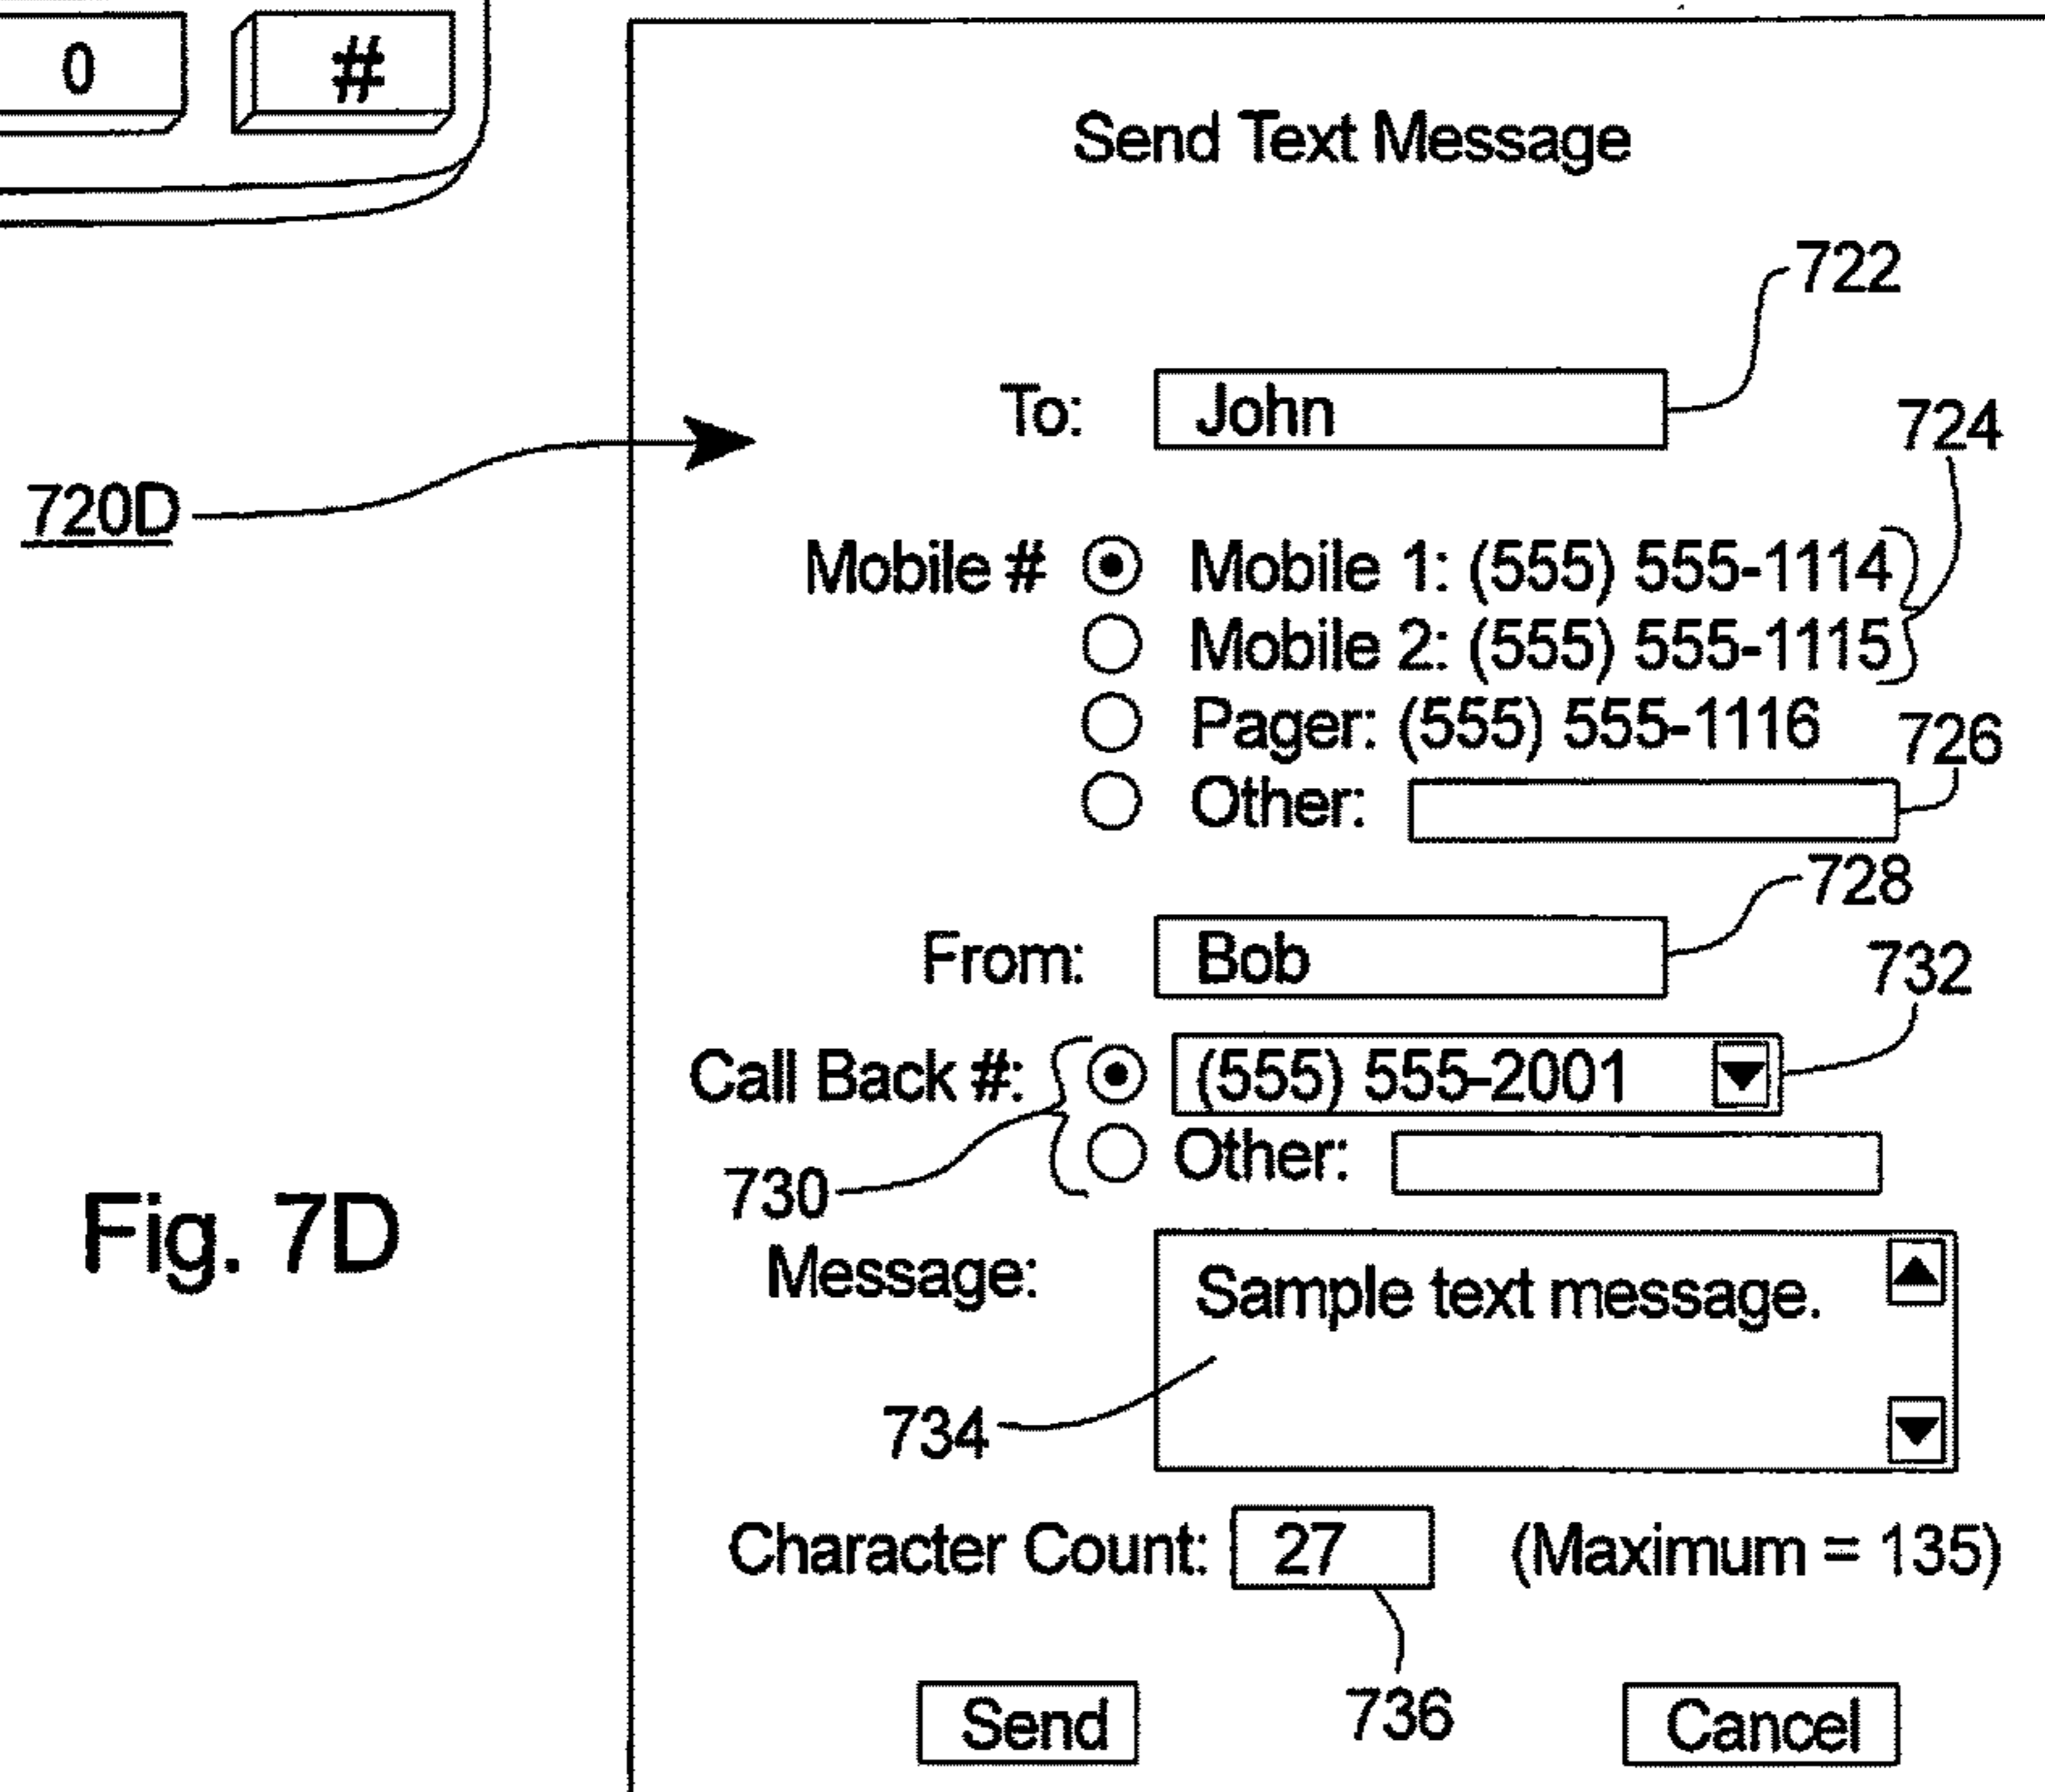 0 #
Send Text Message
722
To: John
724
720D
Mobile # Mobile 1: (555) 555-1114
Mobile 2: (555) 555-1115
Pager: (555) 555-1116
726
Other:
728
From: Bob
732
Call Back #: (555) 555-2001
Other:
730
Fig. 7D
Message: Sample text message.
734
Character Count: 27 (Maximum = 135)
736
Send Cancel